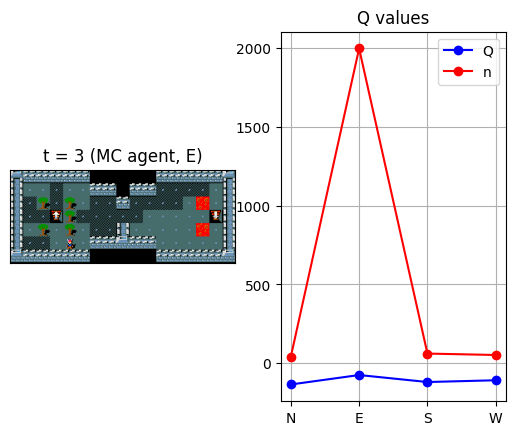 Q values
t = 3 (MC agent, E)
Q
n
2000
1500
1000
500
0
N E S W